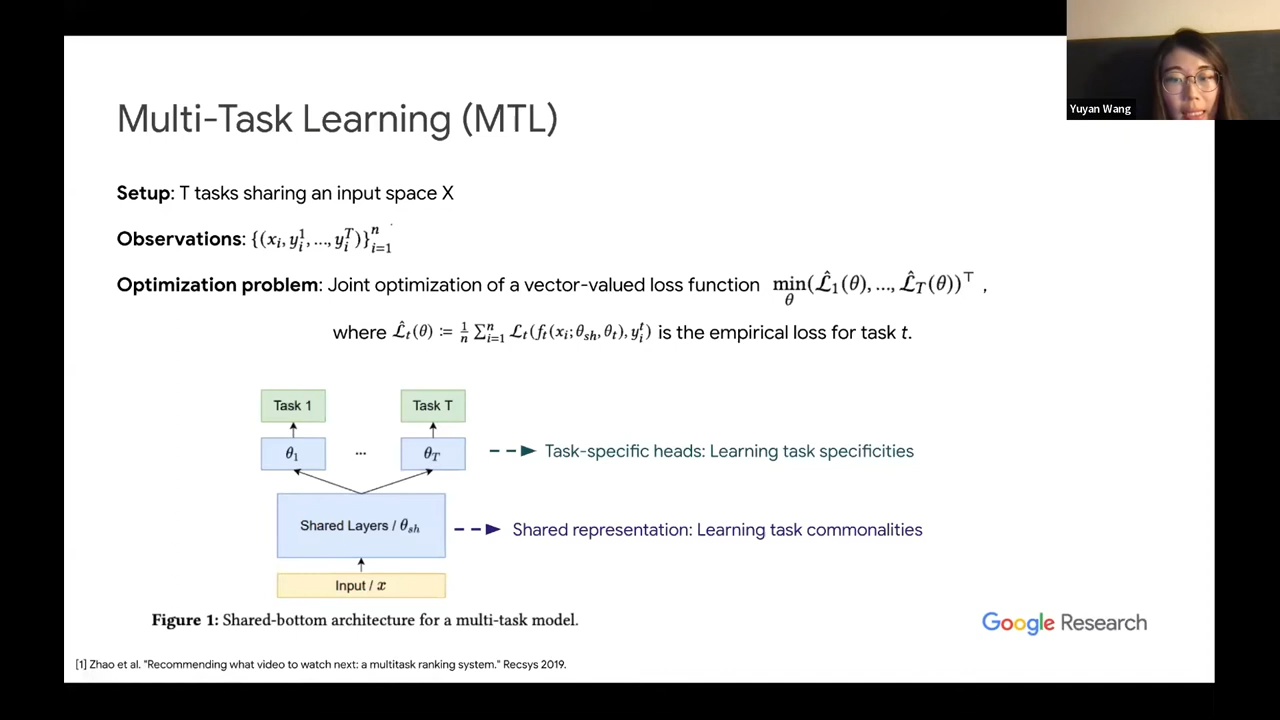 Multi-Task Learning (MTL)
Yuyan Wang
Setup: T tasks sharing an input space X
Observations: {(x_i, y_i^1, ..., y_i^T)}_{i=1}^n
Optimization problem: Joint optimization of a vector-valued loss function min_θ (ℒ̂_1(θ), ..., ℒ̂_T(θ))^⊤ ,
where ℒ̂_t(θ) ≔ 1/n ∑_{i=1}^n ℒ_t(f_t(x_i; θ_sh, θ_t), y_i^t) is the empirical loss for task t.
Task 1 Task T
θ_1 ... θ_T Task-specific heads: Learning task specificities
Shared Layers / θ_sh Shared representation: Learning task commonalities
Input / x
Figure 1: Shared-bottom architecture for a multi-task model.
Google Research
[1] Zhao et al. "Recommending what video to watch next: a multitask ranking system." Recsys 2019.